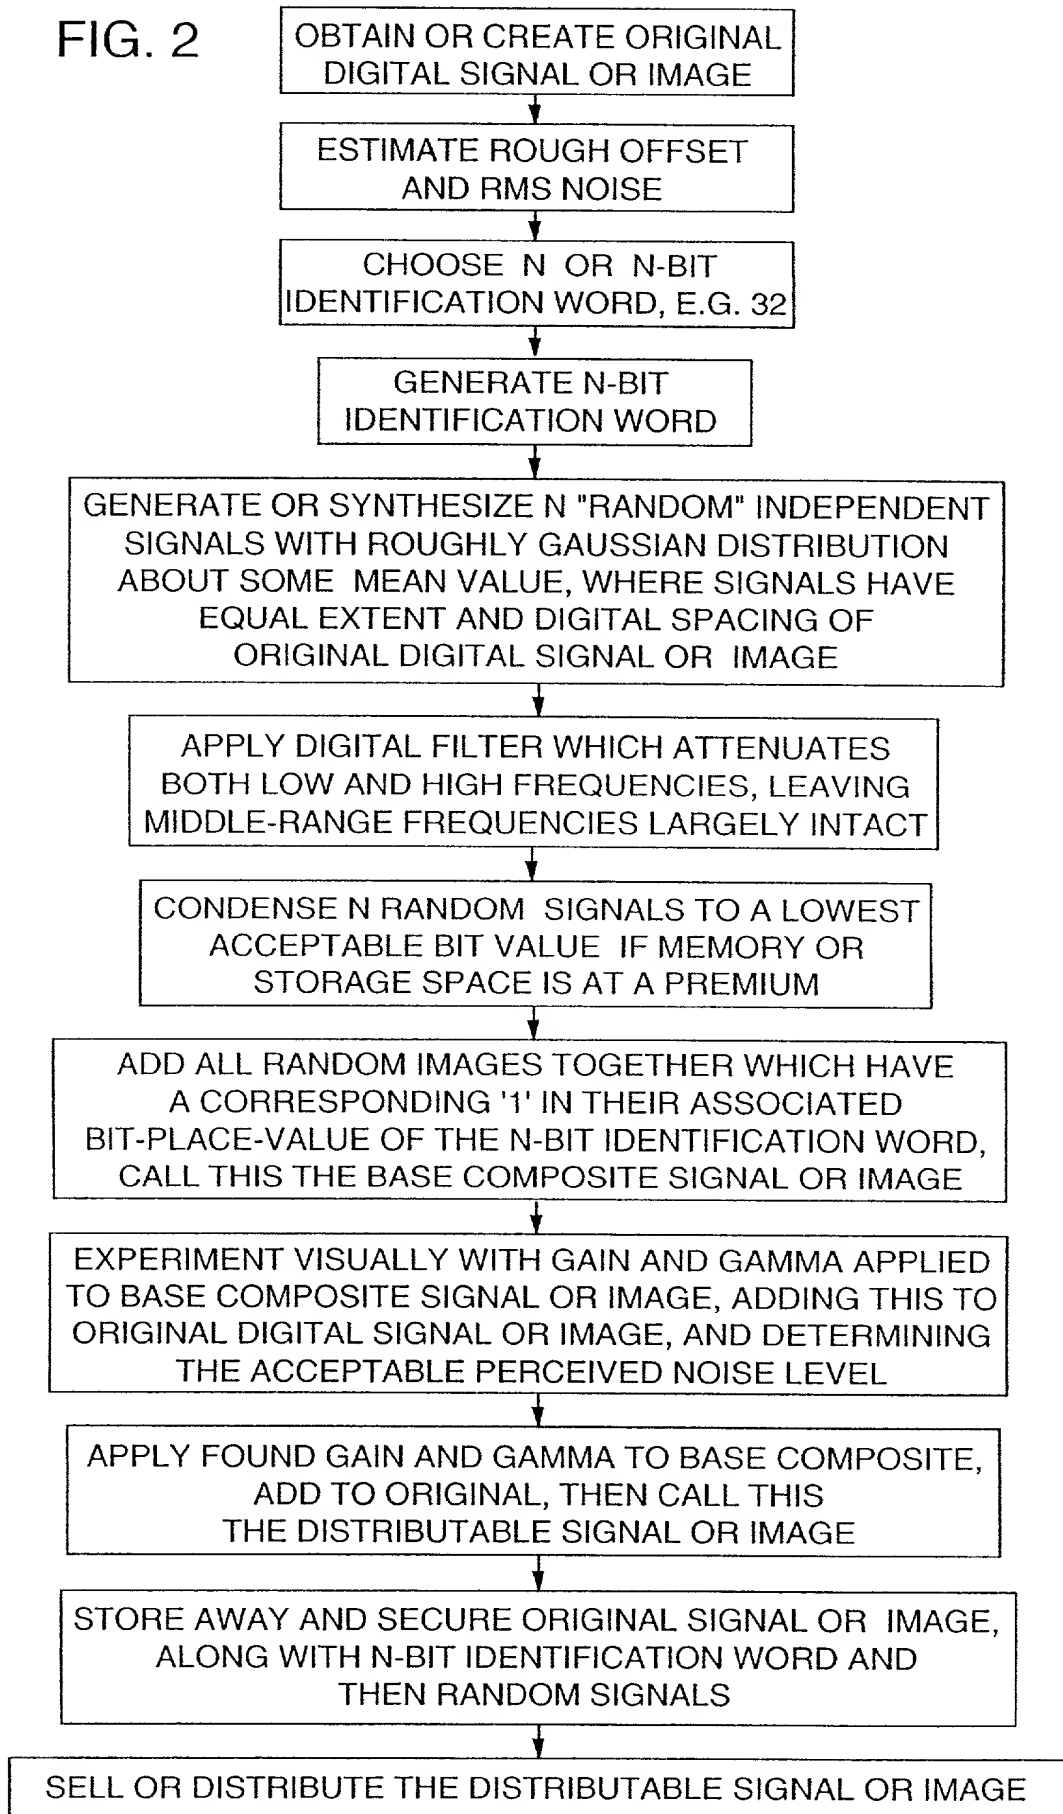 FIG. 2
OBTAIN OR CREATE ORIGINAL
DIGITAL SIGNAL OR IMAGE
ESTIMATE ROUGH OFFSET
AND RMS NOISE
CHOOSE N OR N-BIT
IDENTIFICATION WORD, E.G. 32
GENERATE N-BIT
IDENTIFICATION WORD
GENERATE OR SYNTHESIZE N "RANDOM" INDEPENDENT
SIGNALS WITH ROUGHLY GAUSSIAN DISTRIBUTION
ABOUT SOME MEAN VALUE, WHERE SIGNALS HAVE
EQUAL EXTENT AND DIGITAL SPACING OF
ORIGINAL DIGITAL SIGNAL OR IMAGE
APPLY DIGITAL FILTER WHICH ATTENUATES
BOTH LOW AND HIGH FREQUENCIES, LEAVING
MIDDLE-RANGE FREQUENCIES LARGELY INTACT
CONDENSE N RANDOM SIGNALS TO A LOWEST
ACCEPTABLE BIT VALUE IF MEMORY OR
STORAGE SPACE IS AT A PREMIUM
ADD ALL RANDOM IMAGES TOGETHER WHICH HAVE
A CORRESPONDING '1' IN THEIR ASSOCIATED
BIT-PLACE-VALUE OF THE N-BIT IDENTIFICATION WORD,
CALL THIS THE BASE COMPOSITE SIGNAL OR IMAGE
EXPERIMENT VISUALLY WITH GAIN AND GAMMA APPLIED
TO BASE COMPOSITE SIGNAL OR IMAGE, ADDING THIS TO
ORIGINAL DIGITAL SIGNAL OR IMAGE, AND DETERMINING
THE ACCEPTABLE PERCEIVED NOISE LEVEL
APPLY FOUND GAIN AND GAMMA TO BASE COMPOSITE,
ADD TO ORIGINAL, THEN CALL THIS
THE DISTRIBUTABLE SIGNAL OR IMAGE
STORE AWAY AND SECURE ORIGINAL SIGNAL OR IMAGE,
ALONG WITH N-BIT IDENTIFICATION WORD AND
THEN RANDOM SIGNALS
SELL OR DISTRIBUTE THE DISTRIBUTABLE SIGNAL OR IMAGE